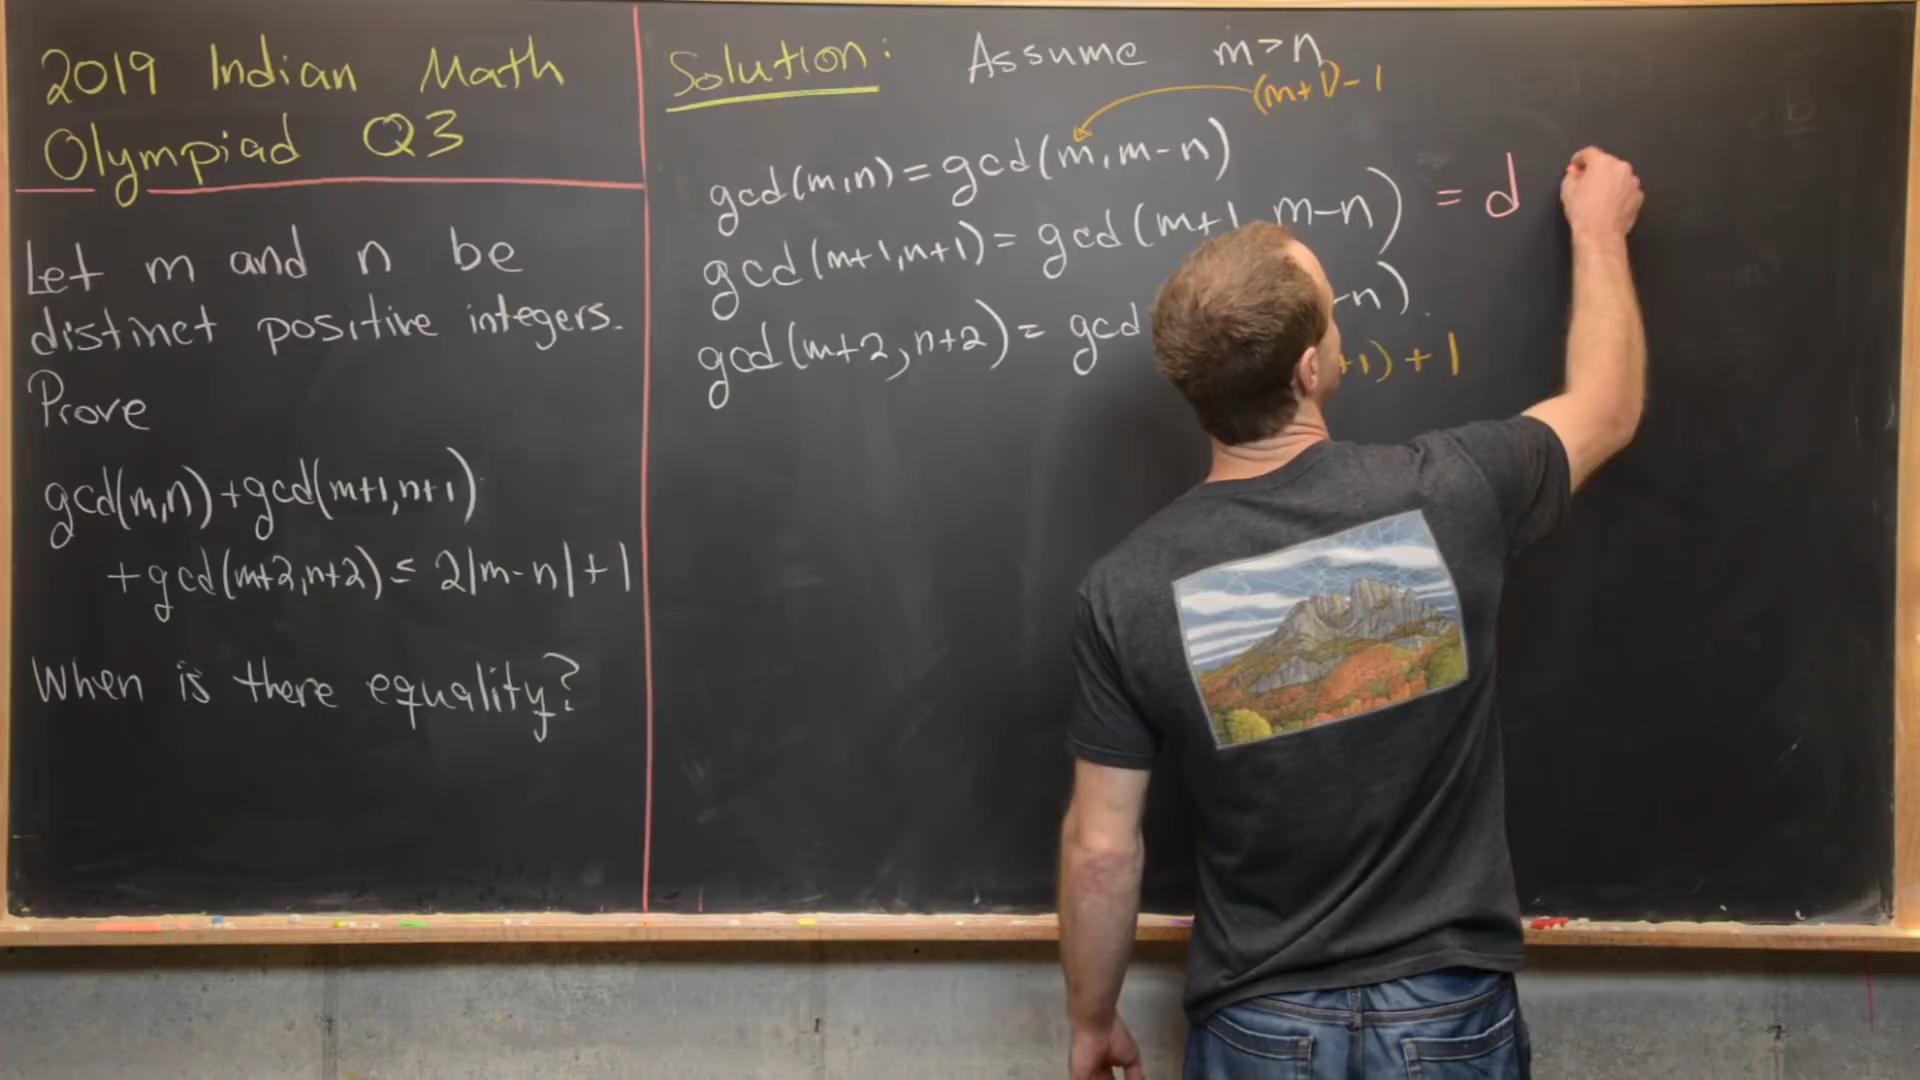 2019 Indian Math
Olympiad Q3
Let m and n be
distinct positive integers.
Prove
gcd(m,n)+gcd(m+1,n+1)
+gcd(m+2,n+2) ≤ 2|m-n|+1
When is there equality?
Solution: Assume m>n
(m+1)-1
gcd(m,n) = gcd(m,m-n)
gcd(m+1,n+1) = gcd(m+1, m-n) = d
gcd(m+2,n+2) = gcd -n)
+1)+1